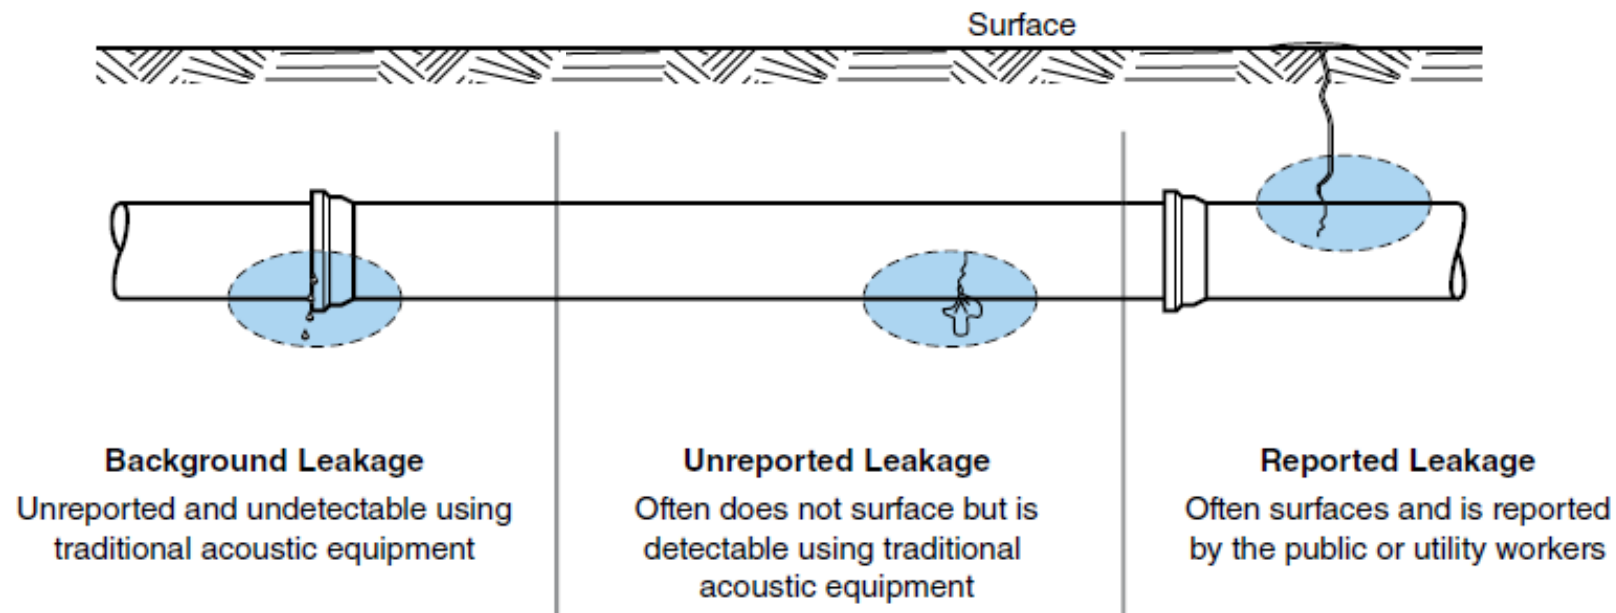 Surface
Background Leakage
Unreported and undetectable using
traditional acoustic equipment
Unreported Leakage
Often does not surface but is
detectable using traditional
acoustic equipment
Reported Leakage
Often surfaces and is reported
by the public or utility workers